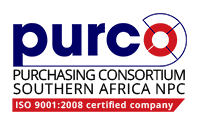 purco
PURCHASING CONSORTIUM
SOUTHERN AFRICA NPC
ISO 9001:2008 certified company